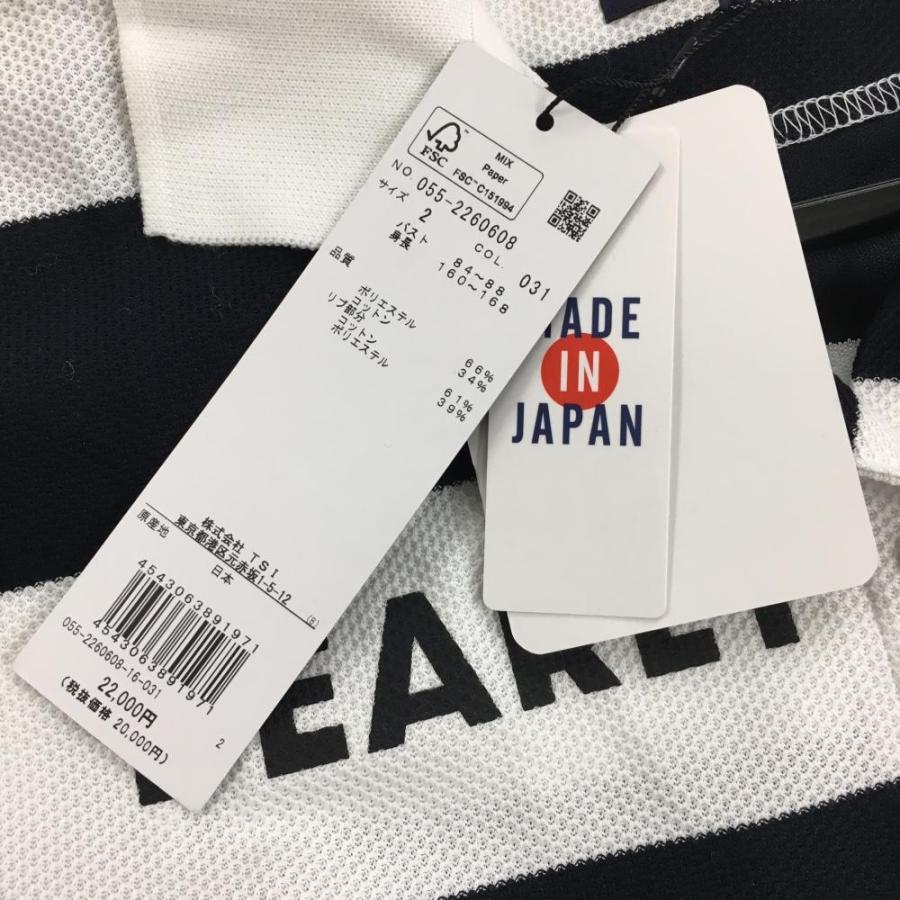 FSC
MIX
Paper
FSC® C151994
NO. 055-2260608
サイズ 2 COL. 031
バスト 84〜88
身長 160〜168
品質
ポリエステル 66%
コットン 34%
リブ部分
コットン 61%
ポリエステル 39%
株式会社 TSI
東京都港区元赤坂1-5-12
原産地 日本 (8)
4543063891971
4543063891971
055-2260608-16-031
22,000円
(税抜価格 20,000円) 2
MADE
IN
JAPAN
PEARLY